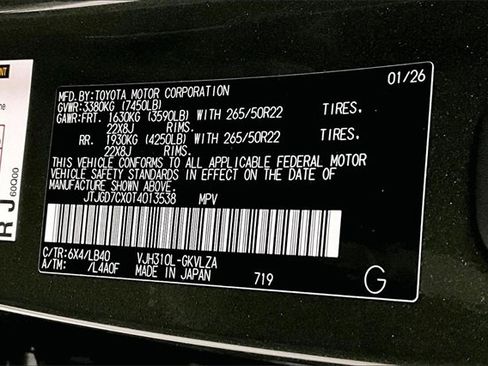 MFD. BY:TOYOTA MOTOR CORPORATION 01/26
GVWR:3380KG (7450LB)
GAWR:FRT. 1630KG (3590LB) WITH 265/50R22 TIRES.
22X8J RIMS.
RR. 1930KG (4250LB) WITH 265/50R22 TIRES.
22X8J RIMS.
THIS VEHICLE CONFORMS TO ALL APPLICABLE FEDERAL MOTOR
VEHICLE SAFETY STANDARDS IN EFFECT ON THE DATE OF
MANUFACTURE SHOWN ABOVE.
JTJGD7CX0T4013538 MPV
C/TR:6X4/LB40 VJH310L-GKVLZA
A/TM: /L4A0F MADE IN JAPAN 719 G
RJ
60Q00